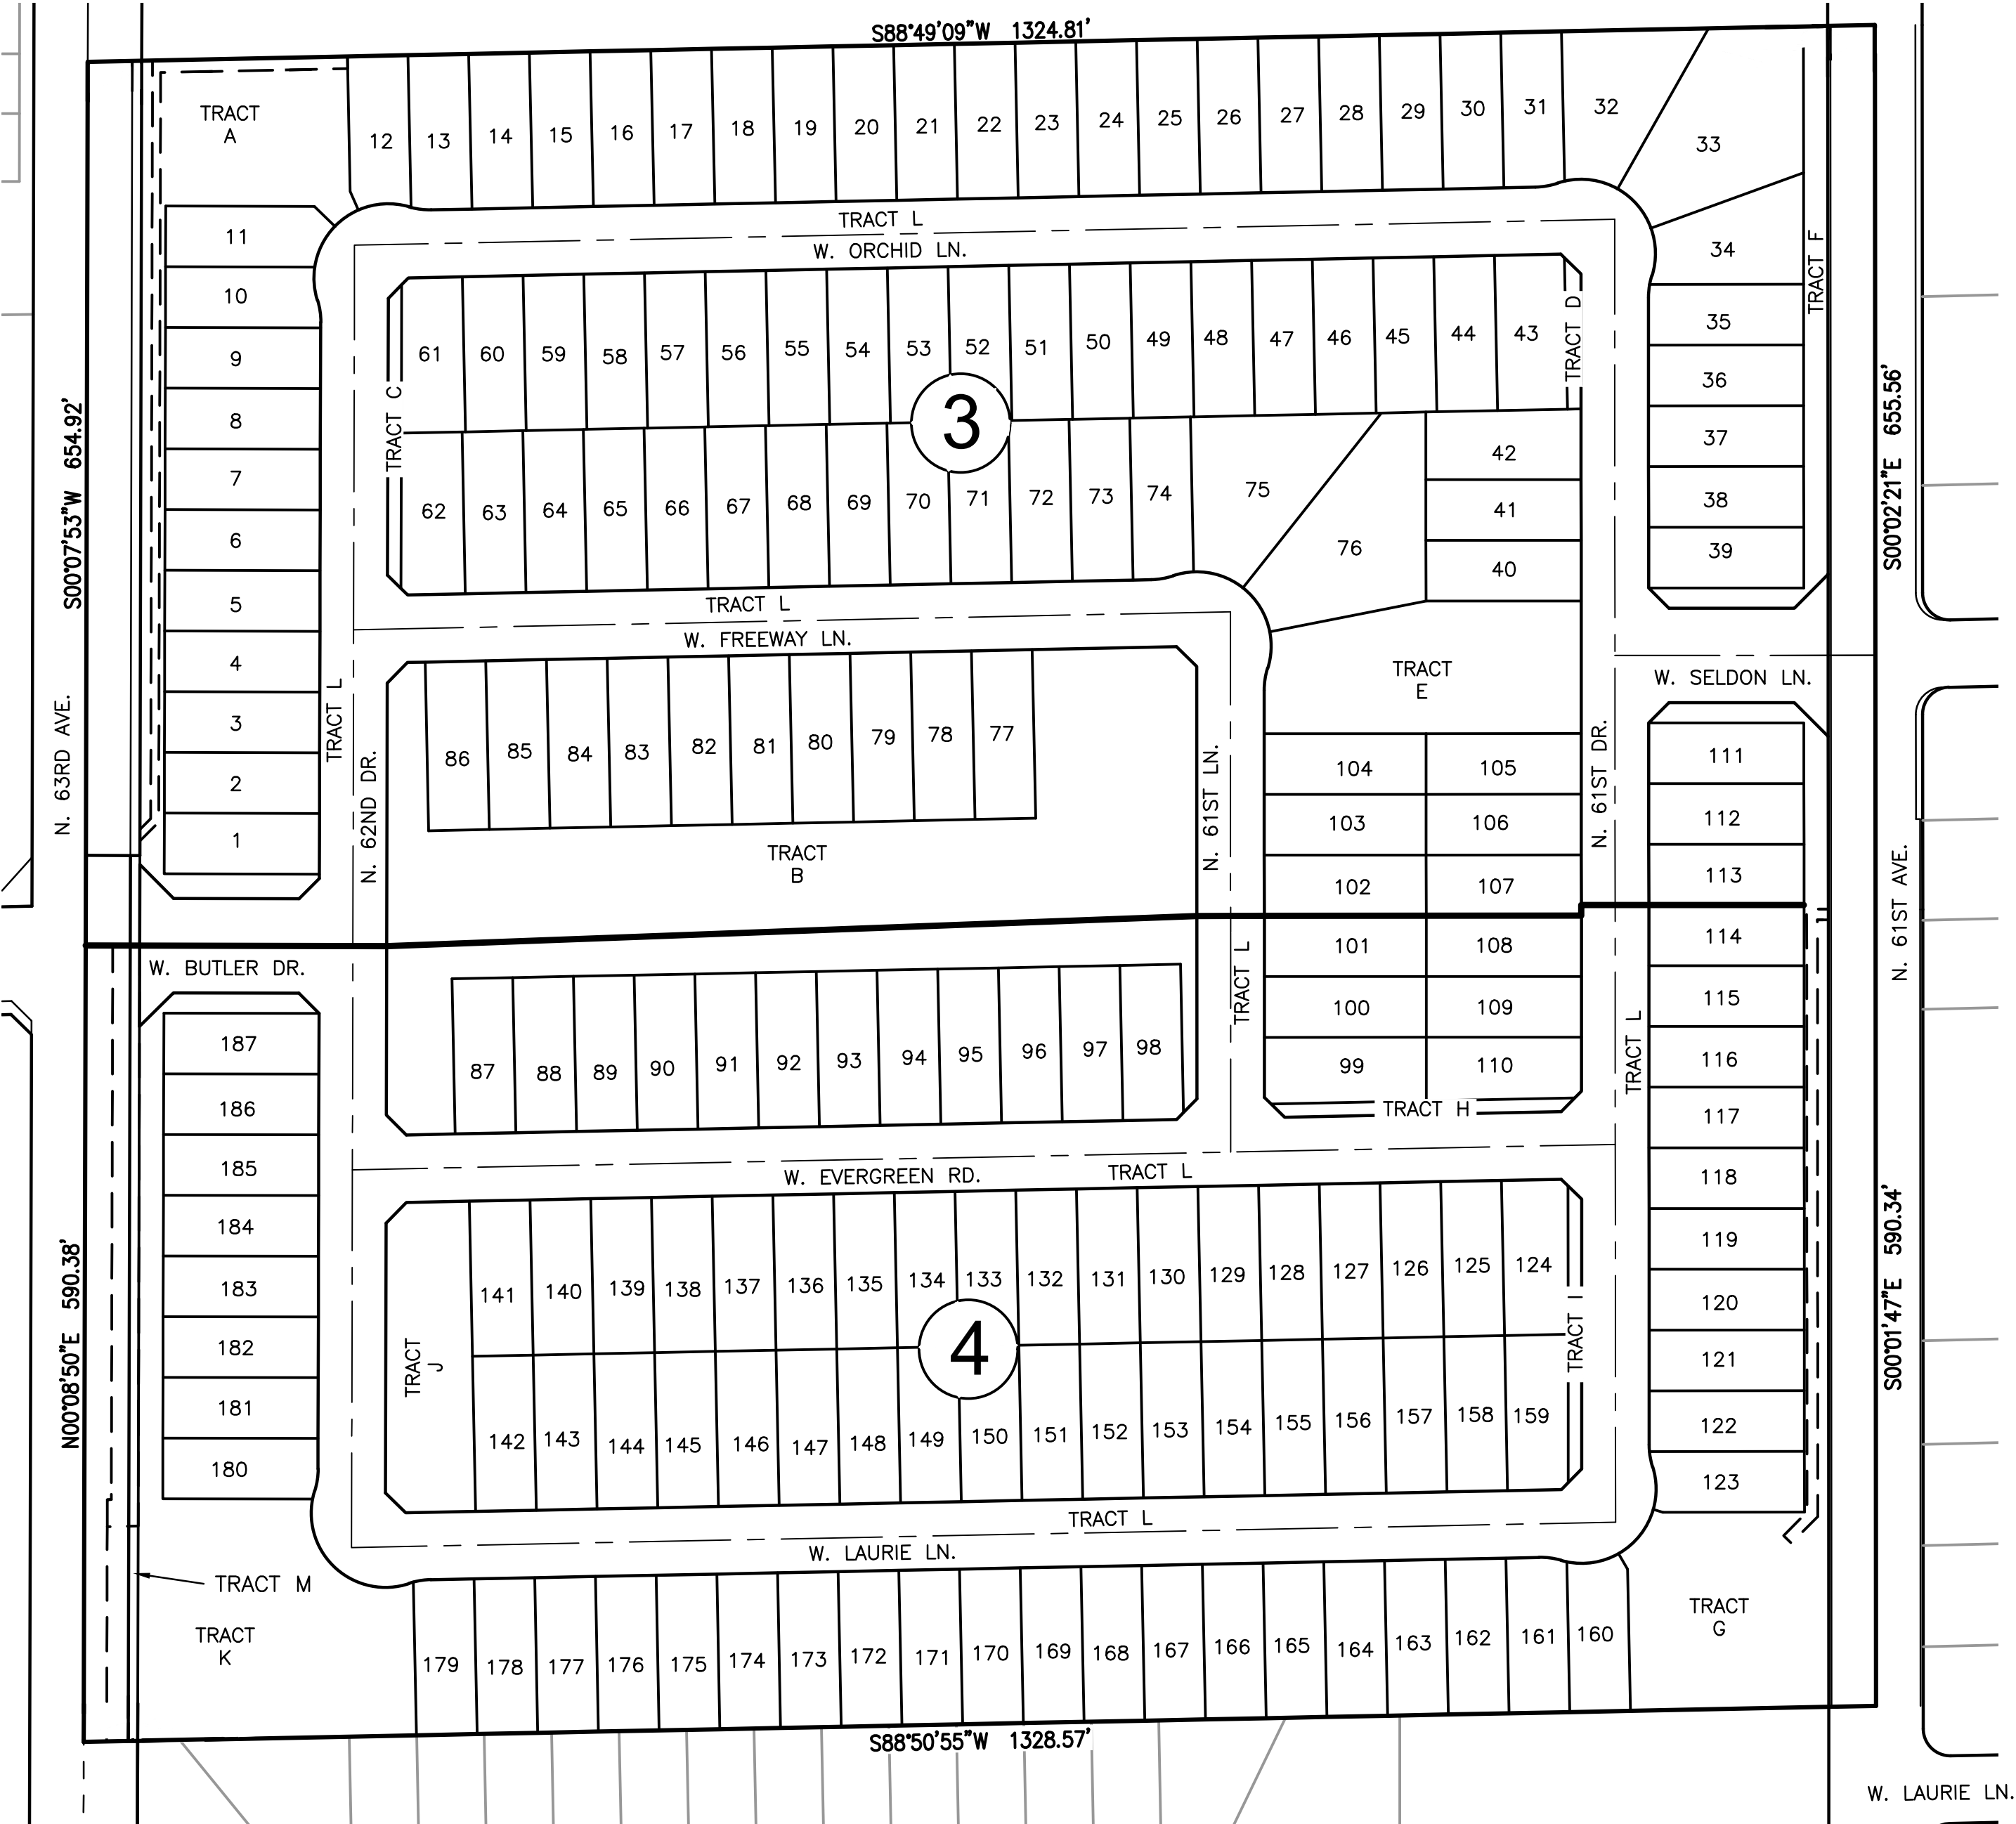 S88°49'09"W 1324.81'
TRACT
A
12 13 14 15 16 17 18 19 20 21 22 23 24 25 26 27 28 29 30 31 32
33
TRACT L
W. ORCHID LN.
11
10
9
8
7
6
5
4
3
2
1
34
35
36
37
38
39
TRACT F
61 60 59 58 57 56 55 54 53 52 51 50 49 48 47 46 45 44 43
TRACT D
TRACT C
3
62 63 64 65 66 67 68 69 70 71 72 73 74 75
76
42
41
40
S00°07'53"W 654.92'
S00°02'21"E 655.56'
TRACT L
W. FREEWAY LN.
TRACT
E
W. SELDON LN.
N. 63RD AVE.
TRACT L
N. 62ND DR.
86 85 84 83 82 81 80 79 78 77
TRACT
B
N. 61ST LN.
104 105
103 106
102 107
101 108
100 109
99 110
TRACT H
N. 61ST DR.
111
112
113
114
115
116
117
118
119
120
121
122
123
N. 61ST AVE.
W. BUTLER DR.
TRACT L
TRACT L
187
186
185
184
183
182
181
180
87 88 89 90 91 92 93 94 95 96 97 98
W. EVERGREEN RD. TRACT L
141 140 139 138 137 136 135 134 133 132 131 130 129 128 127 126 125 124
TRACT
J
4
TRACT I
142 143 144 145 146 147 148 149 150 151 152 153 154 155 156 157 158 159
N00°08'50"E 590.38'
S00°01'47"E 590.34'
TRACT L
W. LAURIE LN.
TRACT M
TRACT
K
179 178 177 176 175 174 173 172 171 170 169 168 167 166 165 164 163 162 161 160
TRACT
G
S88°50'55"W 1328.57'
W. LAURIE LN.